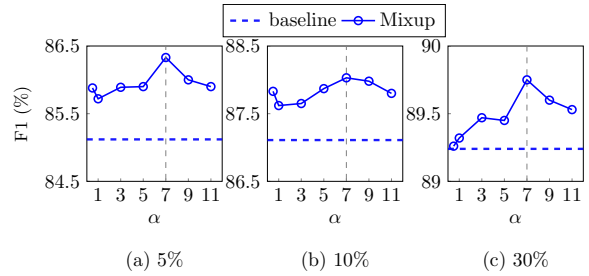 baseline Mixup
F1 (%)
86.5
85.5
84.5
1 3 5 7 9 11
α
(a) 5%
88.5
87.5
86.5
1 3 5 7 9 11
α
(b) 10%
90
89.5
89
1 3 5 7 9 11
α
(c) 30%